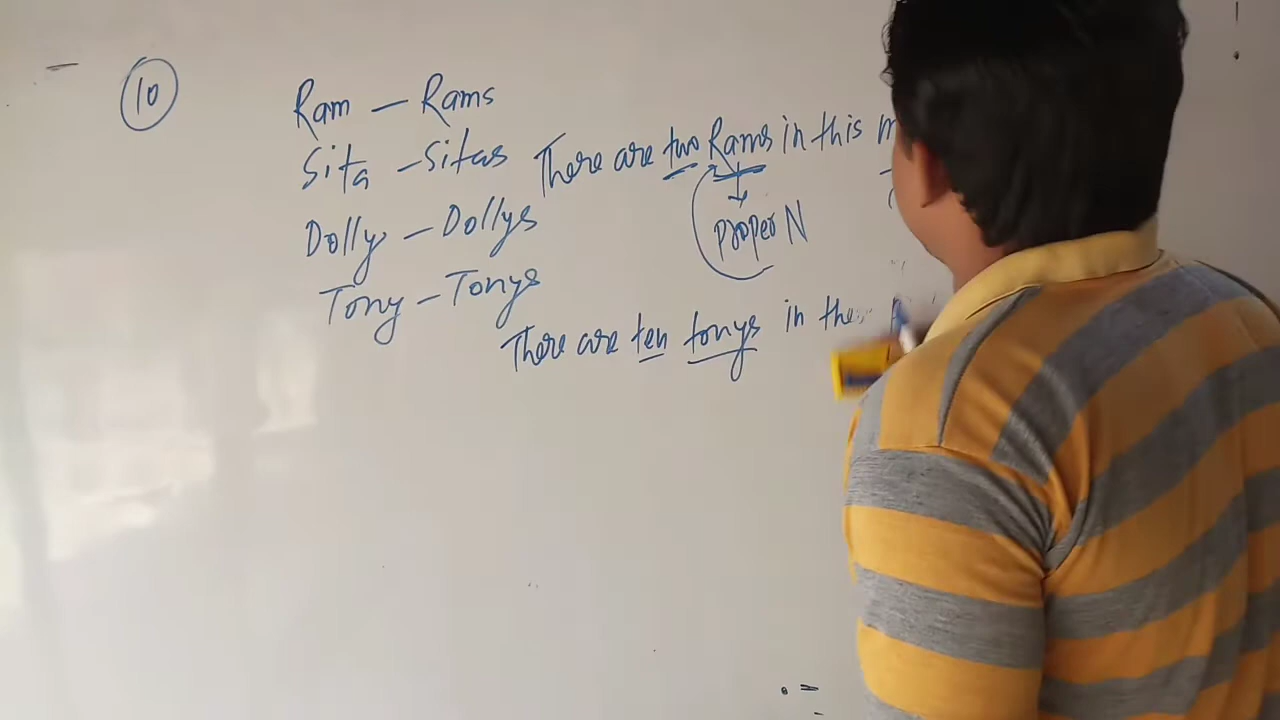 10
Ram – Rams
Sita – Sitas
There are two Rams in this
Dolly – Dollys
proper N
Tony – Tonys
There are ten tonys in the